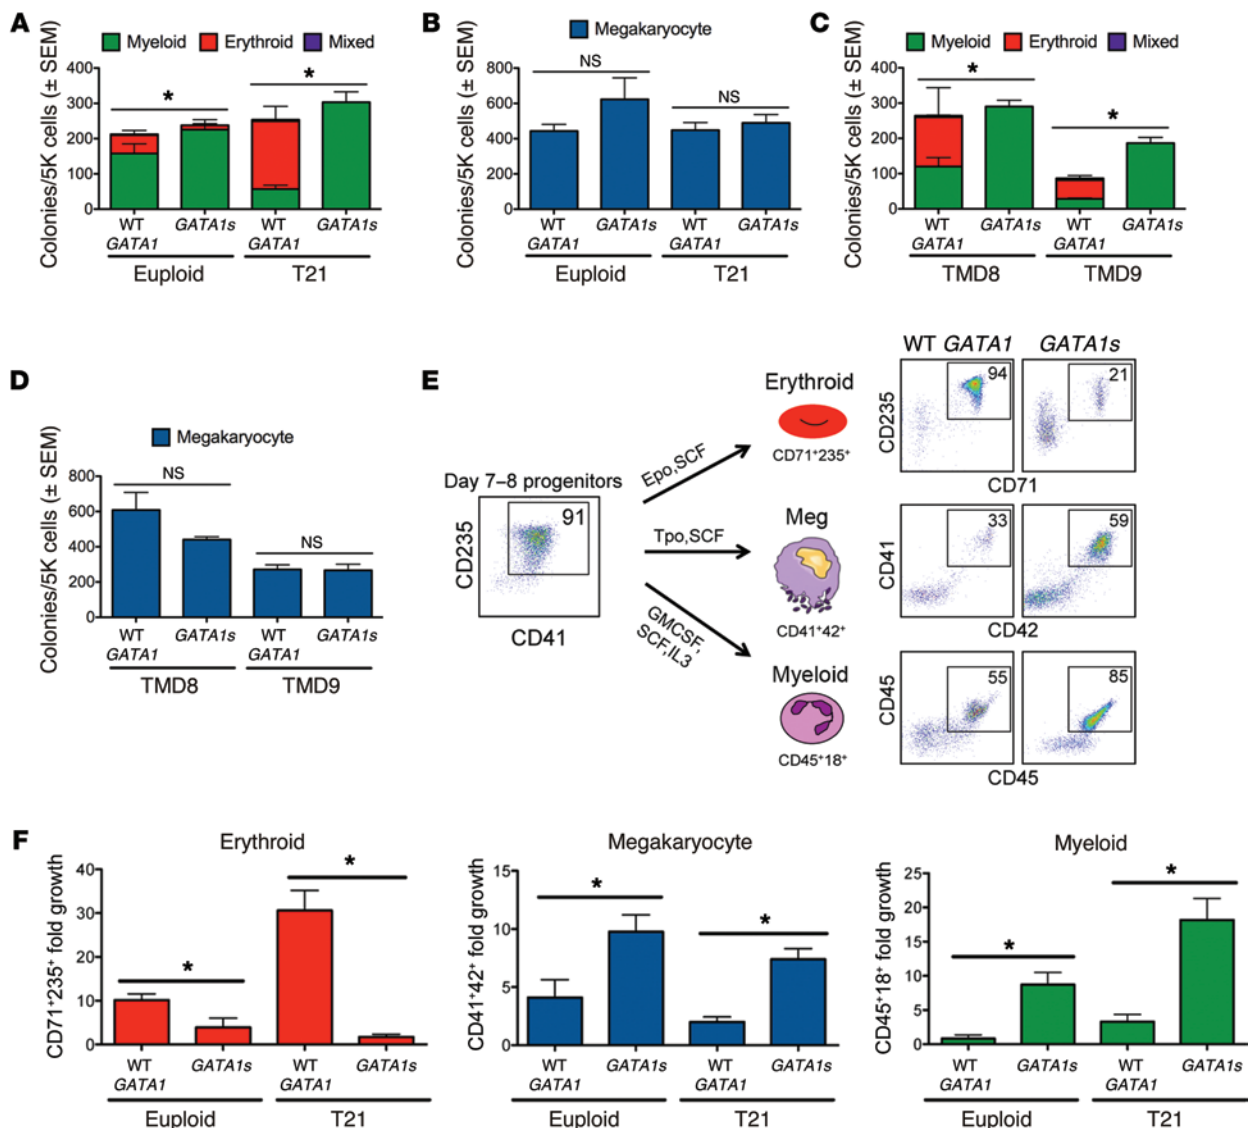 A
Myeloid Erythroid Mixed
Colonies/5K cells (± SEM)
400
300
200
100
0
*
*
WT GATA1
GATA1s
WT GATA1
GATA1s
Euploid
T21
B
Megakaryocyte
Colonies/5K cells (± SEM)
800
600
400
200
0
NS
NS
WT GATA1
GATA1s
WT GATA1
GATA1s
Euploid
T21
C
Myeloid Erythroid Mixed
Colonies/5K cells (± SEM)
400
300
200
100
0
*
*
WT GATA1
GATA1s
WT GATA1
GATA1s
TMD8
TMD9
D
Megakaryocyte
Colonies/5K cells (± SEM)
800
600
400
200
0
NS
NS
WT GATA1
GATA1s
WT GATA1
GATA1s
TMD8
TMD9
E
Day 7–8 progenitors
91
CD235
CD41
Epo,SCF
Tpo,SCF
GMCSF,
SCF,IL3
Erythroid
CD71+235+
Meg
CD41+42+
Myeloid
CD45+18+
WT GATA1
GATA1s
94
21
CD235
CD71
33
59
CD41
CD42
55
85
CD45
CD45
F
Erythroid
CD71+235+ fold growth
40
30
20
10
0
*
*
WT GATA1
GATA1s
WT GATA1
GATA1s
Euploid
T21
Megakaryocyte
CD41+42+ fold growth
15
10
5
0
*
*
WT GATA1
GATA1s
WT GATA1
GATA1s
Euploid
T21
Myeloid
CD45+18+ fold growth
25
20
15
10
5
0
*
*
WT GATA1
GATA1s
WT GATA1
GATA1s
Euploid
T21